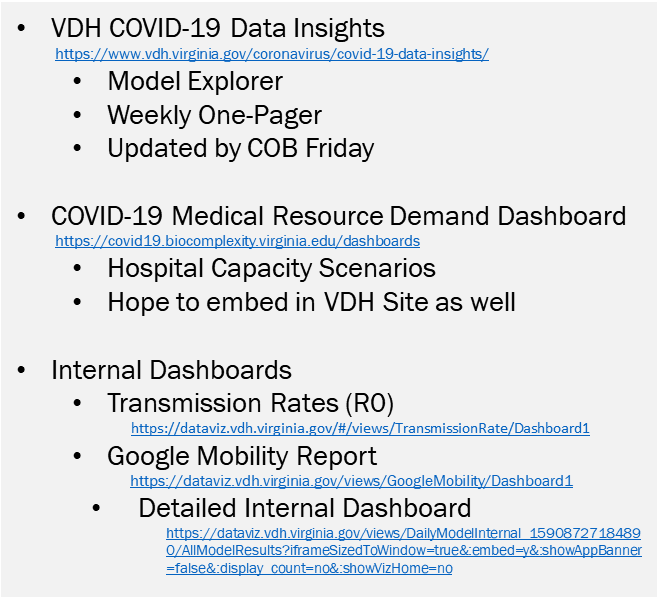 • VDH COVID-19 Data Insights
https://www.vdh.virginia.gov/coronavirus/covid-19-data-insights/
• Model Explorer
• Weekly One-Pager
• Updated by COB Friday
• COVID-19 Medical Resource Demand Dashboard
https://covid19.biocomplexity.virginia.edu/dashboards
• Hospital Capacity Scenarios
• Hope to embed in VDH Site as well
• Internal Dashboards
• Transmission Rates (R0)
https://dataviz.vdh.virginia.gov/#/views/TransmissionRate/Dashboard1
• Google Mobility Report
https://dataviz.vdh.virginia.gov/views/GoogleMobility/Dashboard1
• Detailed Internal Dashboard
https://dataviz.vdh.virginia.gov/views/DailyModelInternal_1590872718489
0/AllModelResults?iframeSizedToWindow=true&:embed=y&:showAppBanner
=false&:display_count=no&:showVizHome=no